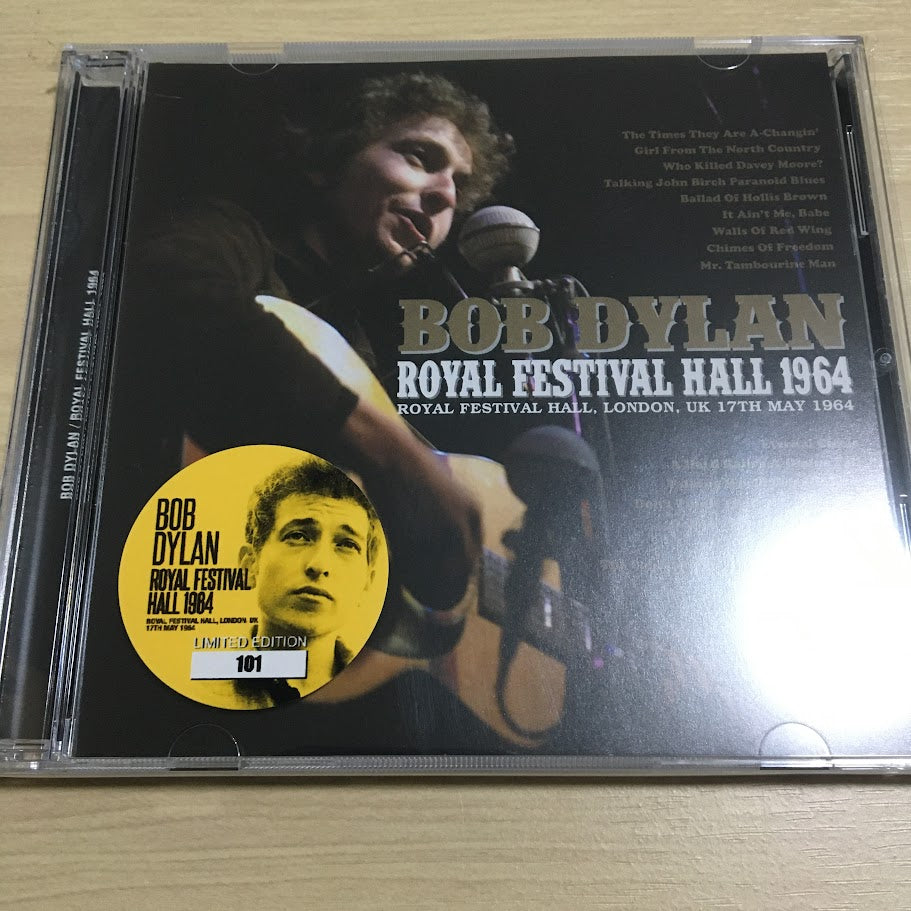 The Times They Are A-Changin'
Girl From The North Country
Who Killed Davey Moore?
Talking John Birch Paranoid Blues
Ballad Of Hollis Brown
It Ain't Me, Babe
Walls Of Red Wing
Chimes Of Freedom
Mr. Tambourine Man
BOB DYLAN
ROYAL FESTIVAL HALL 1964
ROYAL FESTIVAL HALL, LONDON, UK 17TH MAY 1964
BOB DYLAN / ROYAL FESTIVAL HALL 1964
BOB
DYLAN
ROYAL FESTIVAL
HALL 1964
ROYAL FESTIVAL HALL, LONDON, UK
17TH MAY 1964
LIMITED EDITION
101